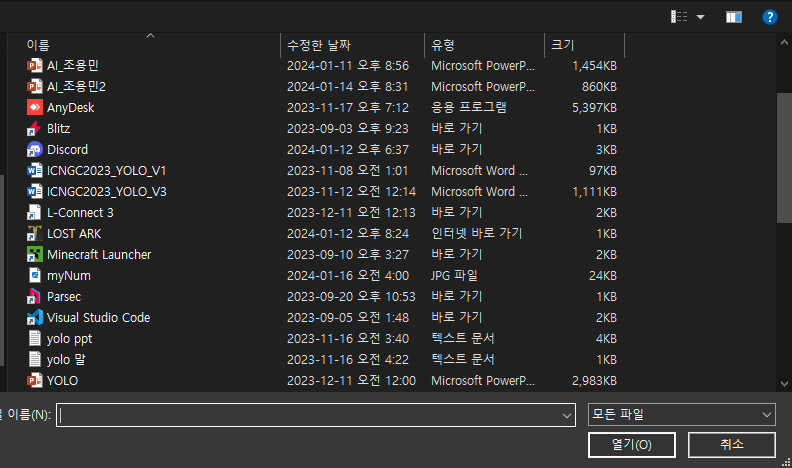 이름 수정한 날짜 유형 크기
AI_조용민 2024-01-11 오후 8:56 Microsoft PowerP... 1,454KB
AI_조용민2 2024-01-14 오후 8:31 Microsoft PowerP... 860KB
AnyDesk 2023-11-17 오후 7:12 응용 프로그램 5,397KB
Blitz 2023-09-03 오후 9:23 바로 가기 1KB
Discord 2024-01-12 오후 6:37 바로 가기 3KB
ICNGC2023_YOLO_V1 2023-11-08 오전 1:01 Microsoft Word ... 97KB
ICNGC2023_YOLO_V3 2023-11-12 오전 12:14 Microsoft Word ... 1,111KB
L-Connect 3 2023-12-11 오전 12:13 바로 가기 2KB
LOST ARK 2024-01-12 오후 8:24 인터넷 바로 가기 1KB
Minecraft Launcher 2023-09-10 오후 3:27 바로 가기 2KB
myNum 2024-01-16 오전 4:00 JPG 파일 24KB
Parsec 2023-09-20 오후 10:53 바로 가기 1KB
Visual Studio Code 2023-09-05 오전 1:48 바로 가기 2KB
yolo ppt 2023-11-16 오전 3:40 텍스트 문서 4KB
yolo 말 2023-11-16 오전 4:22 텍스트 문서 1KB
YOLO 2023-12-11 오전 12:00 Microsoft PowerP... 2,983KB
이름(N): 모든 파일
열기(O) 취소